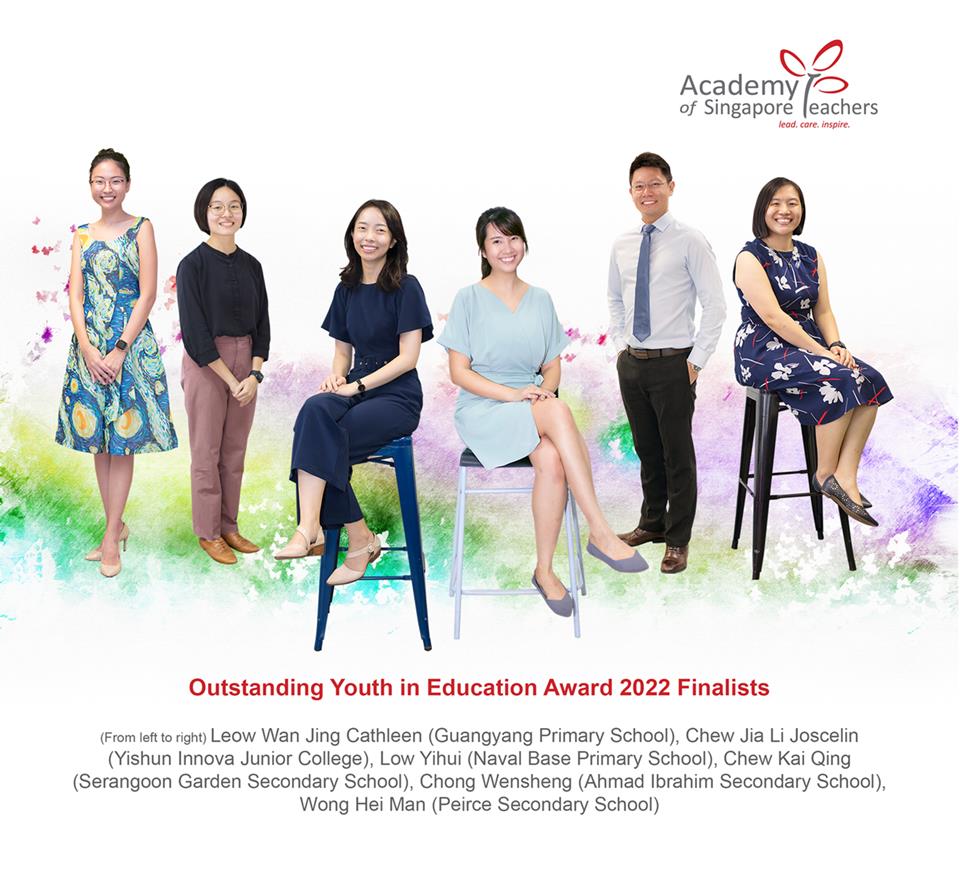 Academy
of Singapore Teachers
lead. care. inspire.
Outstanding Youth in Education Award 2022 Finalists
(From left to right) Leow Wan Jing Cathleen (Guangyang Primary School), Chew Jia Li Joscelin
(Yishun Innova Junior College), Low Yihui (Naval Base Primary School), Chew Kai Qing
(Serangoon Garden Secondary School), Chong Wensheng (Ahmad Ibrahim Secondary School),
Wong Hei Man (Peirce Secondary School)